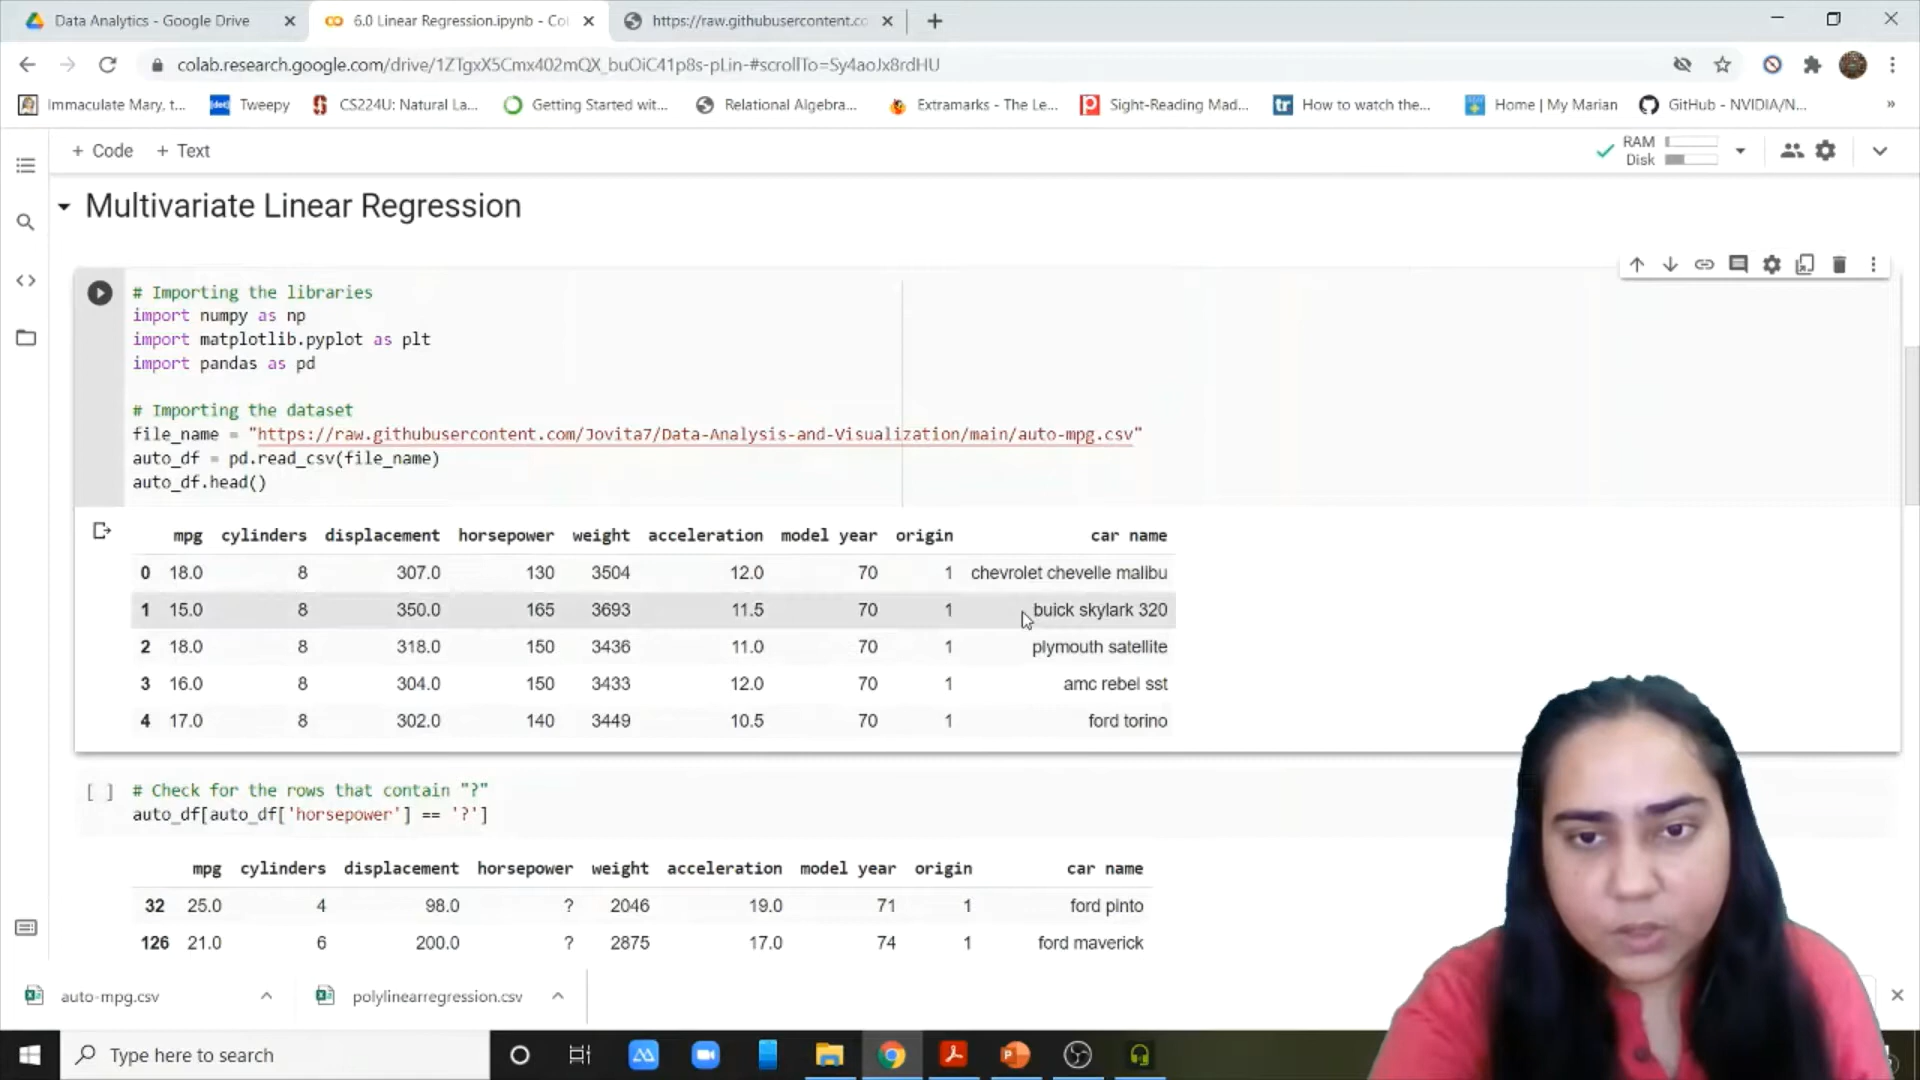 Data Analytics - Google Drive
6.0 Linear Regression.ipynb - Co
https://raw.githubusercontent.co
colab.research.google.com/drive/1ZTgxX5Cmx402mQX_buOiC41p8s-pLin-#scrollTo=Sy4aoJx8rdHU
Immaculate Mary, t...
Tweepy
CS224U: Natural La...
Getting Started wit...
Relational Algebra...
Extramarks - The Le...
Sight-Reading Mad...
How to watch the...
Home | My Marian
GitHub - NVIDIA/N...
»
+ Code + Text
RAM
Disk
Multivariate Linear Regression
# Importing the libraries
import numpy as np
import matplotlib.pyplot as plt
import pandas as pd
# Importing the dataset
file_name = "https://raw.githubusercontent.com/Jovita7/Data-Analysis-and-Visualization/main/auto-mpg.csv"
auto_df = pd.read_csv(file_name)
auto_df.head()
mpg cylinders displacement horsepower weight acceleration model year origin car name
0 18.0 8 307.0 130 3504 12.0 70 1 chevrolet chevelle malibu
1 15.0 8 350.0 165 3693 11.5 70 1 buick skylark 320
2 18.0 8 318.0 150 3436 11.0 70 1 plymouth satellite
3 16.0 8 304.0 150 3433 12.0 70 1 amc rebel sst
4 17.0 8 302.0 140 3449 10.5 70 1 ford torino
[ ] # Check for the rows that contain "?"
auto_df[auto_df['horsepower'] == '?']
mpg cylinders displacement horsepower weight acceleration model year origin car name
32 25.0 4 98.0 ? 2046 19.0 71 1 ford pinto
126 21.0 6 200.0 ? 2875 17.0 74 1 ford maverick
auto-mpg.csv
polylinearregression.csv
Type here to search